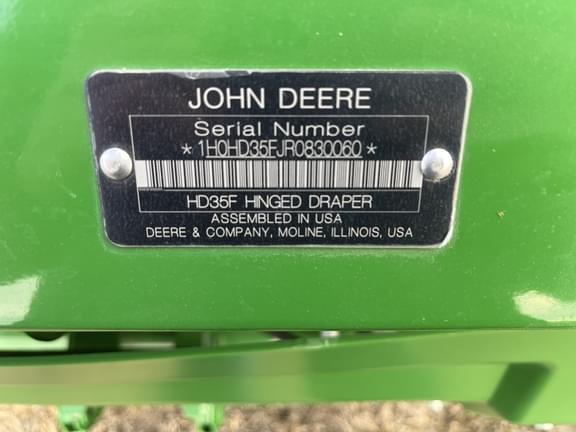 JOHN DEERE
Serial Number
*1H0HD35FJR0830060*
HD35F HINGED DRAPER
ASSEMBLED IN USA
DEERE & COMPANY, MOLINE, ILLINOIS, USA